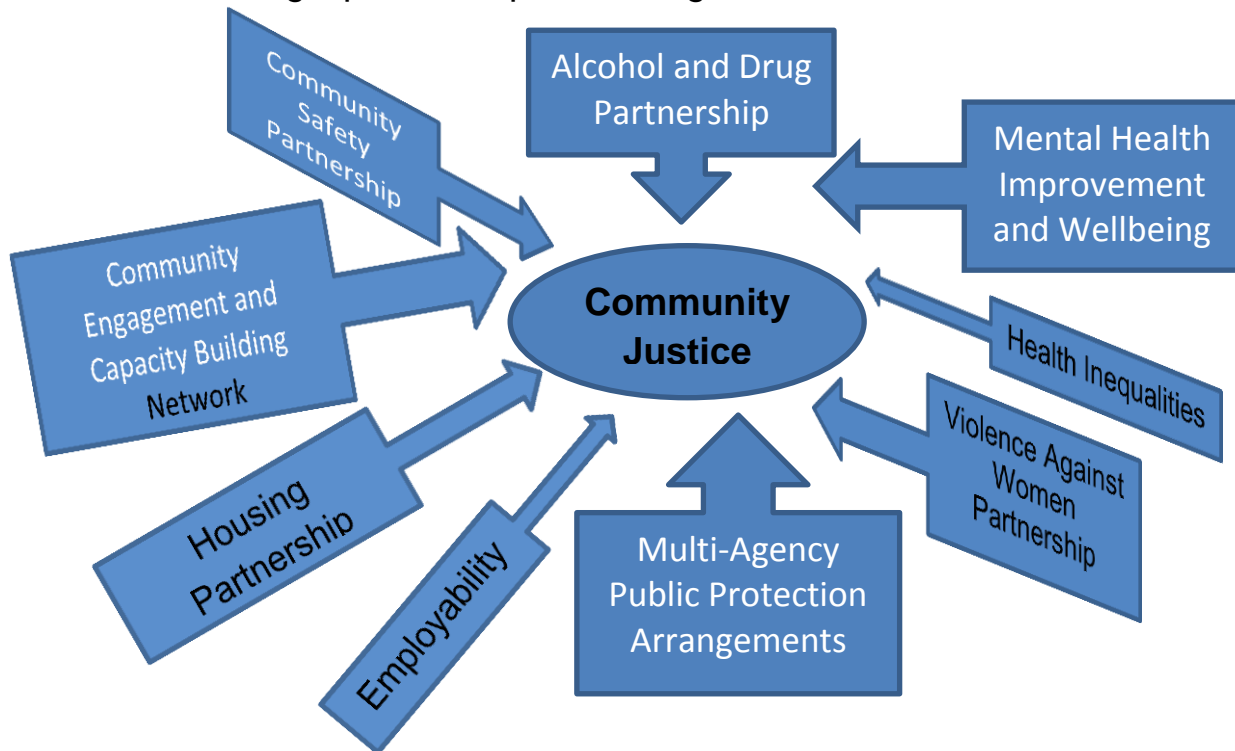 Community
Safety
Partnership
Alcohol and Drug
Partnership
Mental Health
Improvement
and Wellbeing
Community
Engagement and
Capacity Building
Network
Community
Justice
Health Inequalities
Violence Against
Women
Partnership
Housing
Partnership
Employability
Multi-Agency
Public Protection
Arrangements